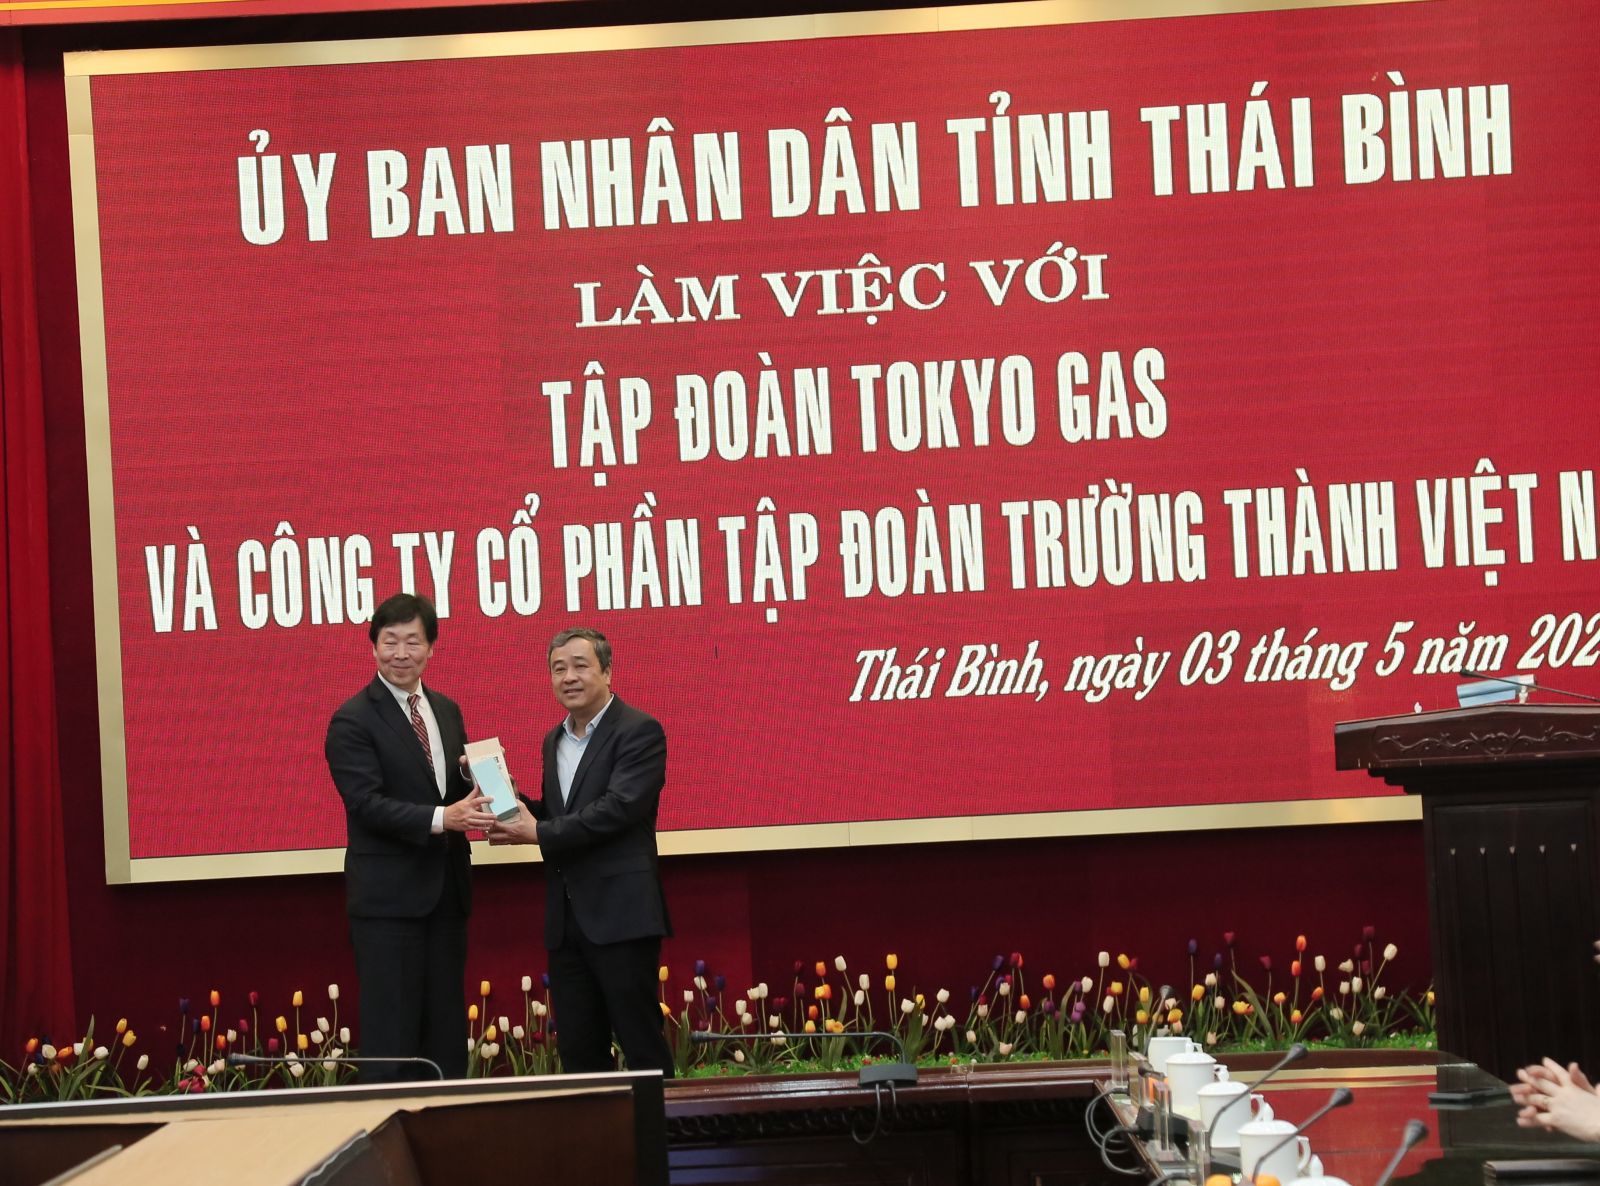 ỦY BAN NHÂN DÂN TỈNH THÁI BÌNH
LÀM VIỆC VỚI
TẬP ĐOÀN TOKYO GAS
VÀ CÔNG TY CỔ PHẦN TẬP ĐOÀN TRƯỜNG THÀNH VIỆT N
Thái Bình, ngày 03 tháng 5 năm 202